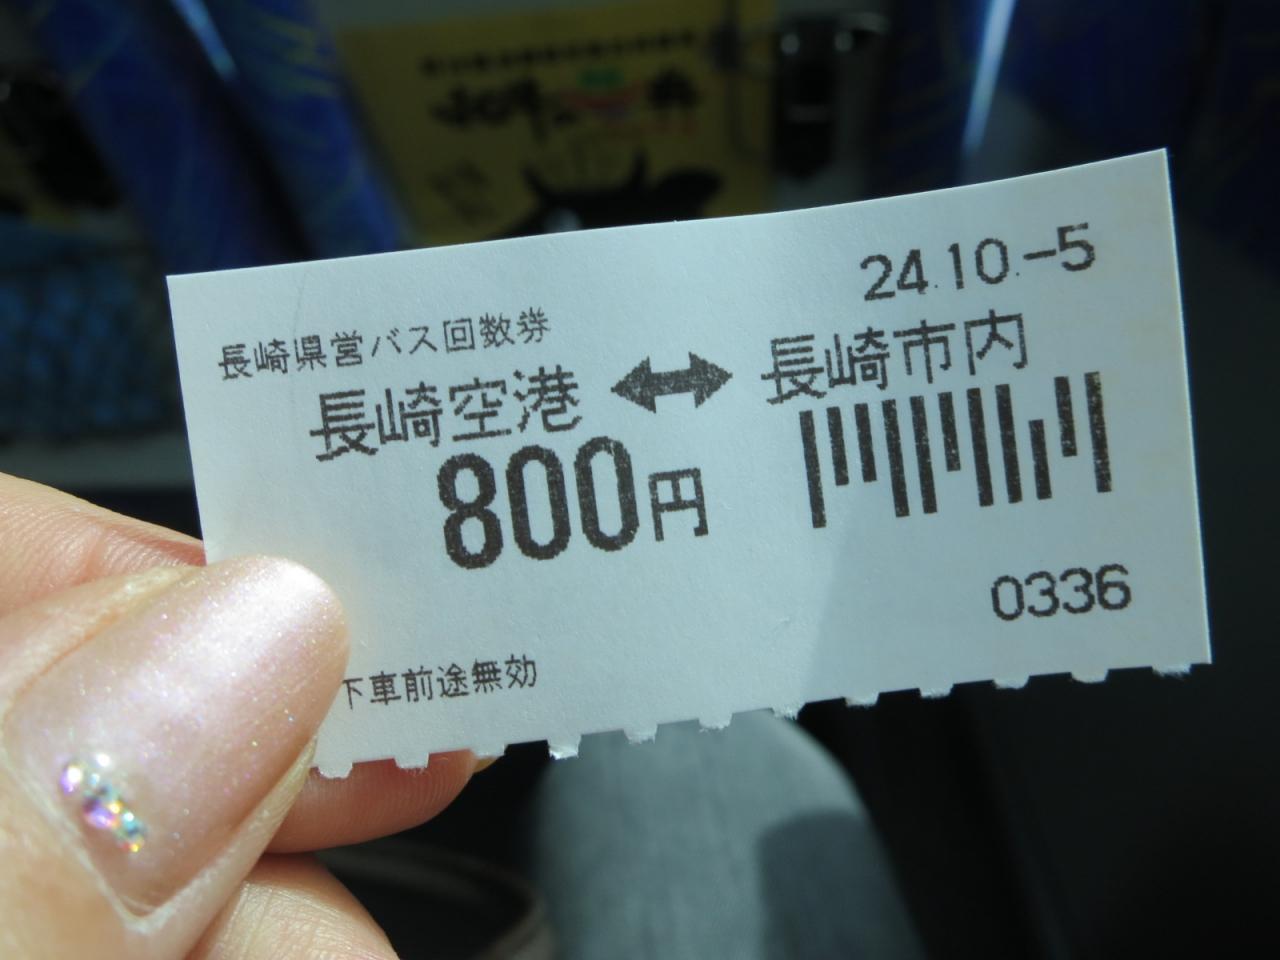 24.10.-5
長崎県営バス回数券
長崎空港 ↔ 長崎市内
800円
0336
下車前途無効